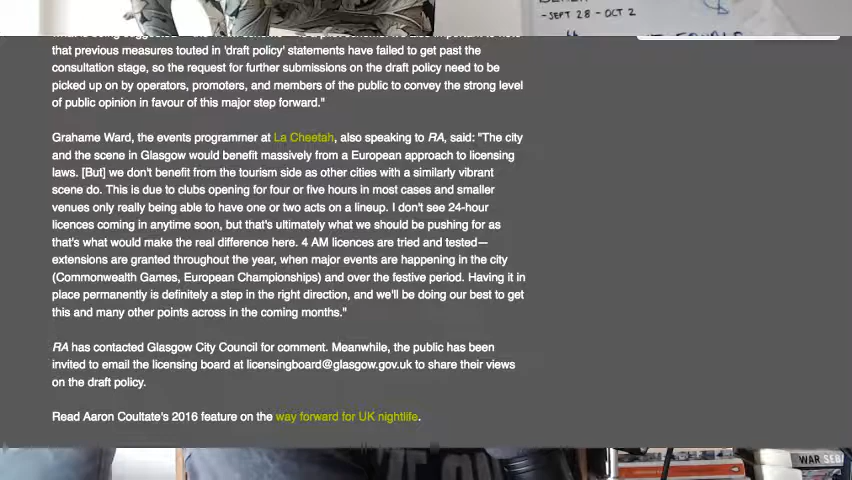 -SEPT 28 - OCT 2
that previous measures touted in 'draft policy' statements have failed to get past the
consultation stage, so the request for further submissions on the draft policy need to be
picked up on by operators, promoters, and members of the public to convey the strong level
of public opinion in favour of this major step forward."
Grahame Ward, the events programmer at La Cheetah, also speaking to RA, said: "The city
and the scene in Glasgow would benefit massively from a European approach to licensing
laws. [But] we don't benefit from the tourism side as other cities with a similarly vibrant
scene do. This is due to clubs opening for four or five hours in most cases and smaller
venues only really being able to have one or two acts on a lineup. I don't see 24-hour
licences coming in anytime soon, but that's ultimately what we should be pushing for as
that's what would make the real difference here. 4 AM licences are tried and tested—
extensions are granted throughout the year, when major events are happening in the city
(Commonwealth Games, European Championships) and over the festive period. Having it in
place permanently is definitely a step in the right direction, and we'll be doing our best to get
this and many other points across in the coming months."
RA has contacted Glasgow City Council for comment. Meanwhile, the public has been
invited to email the licensing board at licensingboard@glasgow.gov.uk to share their views
on the draft policy.
Read Aaron Coultate's 2016 feature on the way forward for UK nightlife.
WAR